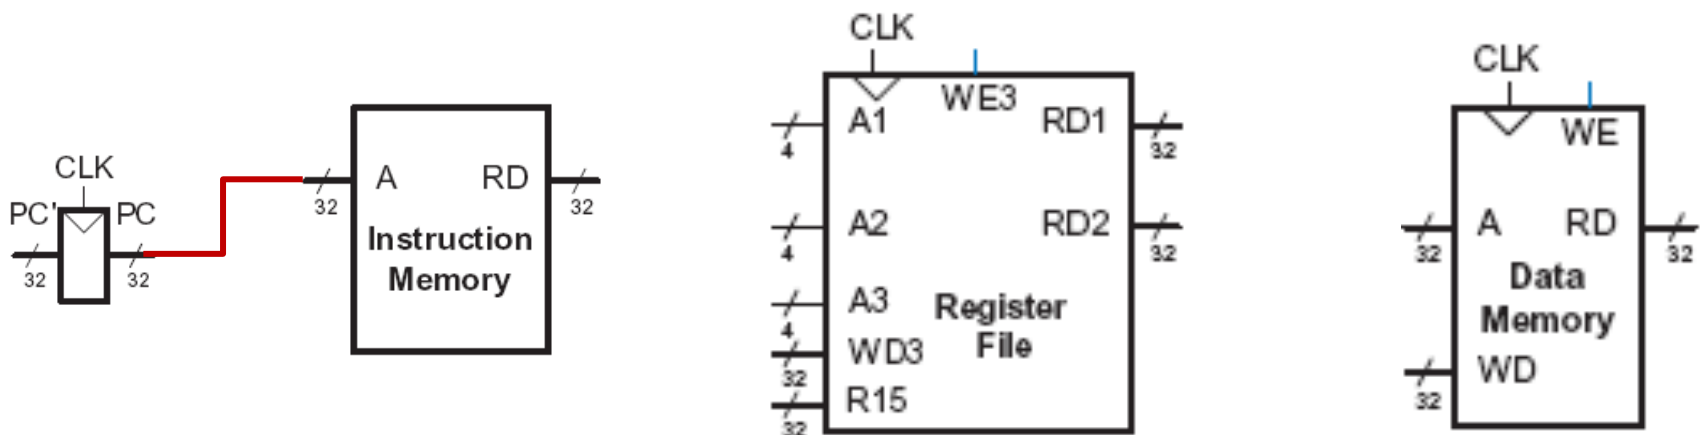 CLK
PC'
PC
32
32
32
A
RD
32
Instruction
Memory
CLK
WE3
A1
4
RD1
32
A2
4
RD2
32
A3
4
WD3
32
R15
32
Register
File
CLK
WE
A
32
RD
32
Data
Memory
WD
32